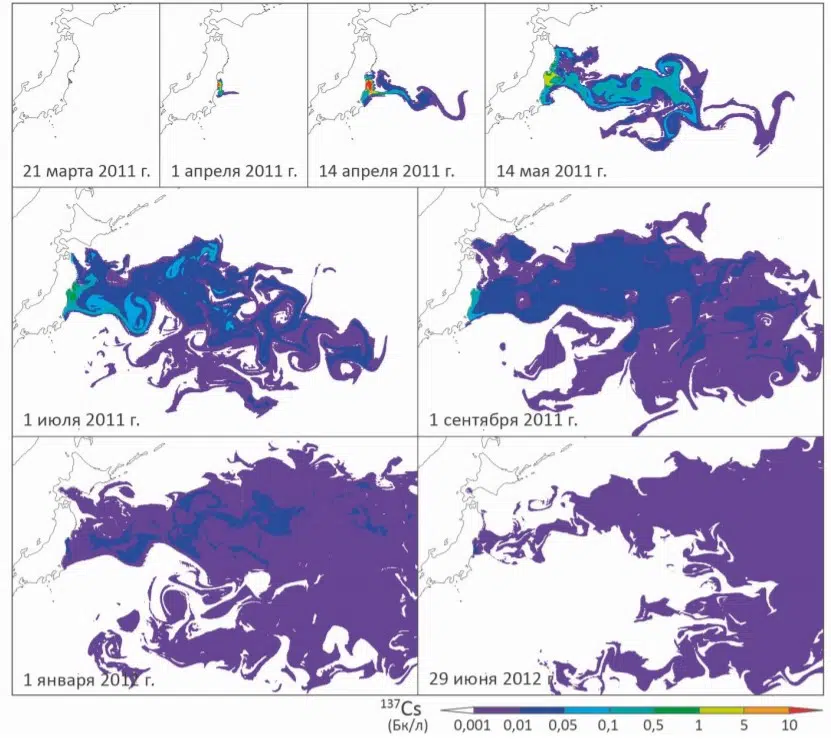 21 марта 2011 г.
1 апреля 2011 г.
14 апреля 2011 г.
14 мая 2011 г.
1 июля 2011 г.
1 сентября 2011 г.
1 января 2012 г.
29 июня 2012 г.
¹³⁷Cs
(Бк/л)
0,001 0,01 0,05 0,1 0,5 1 5 10